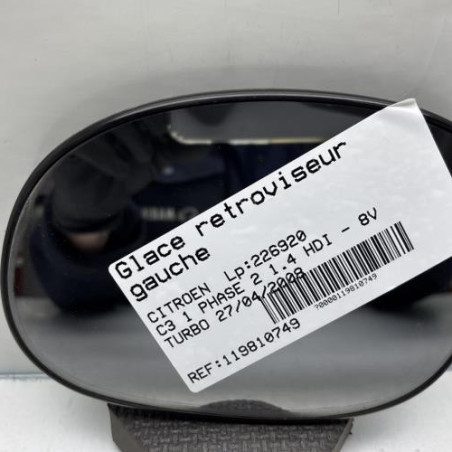 Glace retroviseur
gauche
CITROEN Lp:226920
C3 1 PHASE 2 1.4 HDI - 8V
TURBO 27/04/2008
REF:119810749